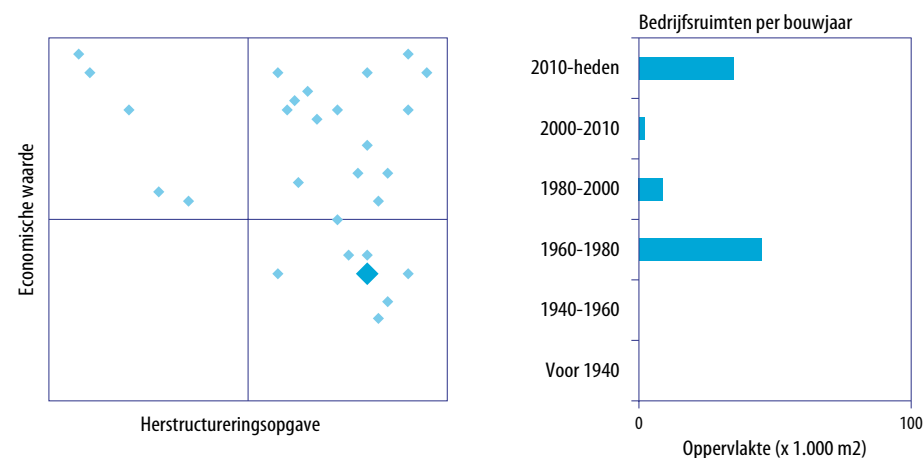 Economische waarde
Herstructureringsopgave
Bedrijfsruimten per bouwjaar
2010-heden
2000-2010
1980-2000
1960-1980
1940-1960
Voor 1940
0
100
Oppervlakte (x 1.000 m2)